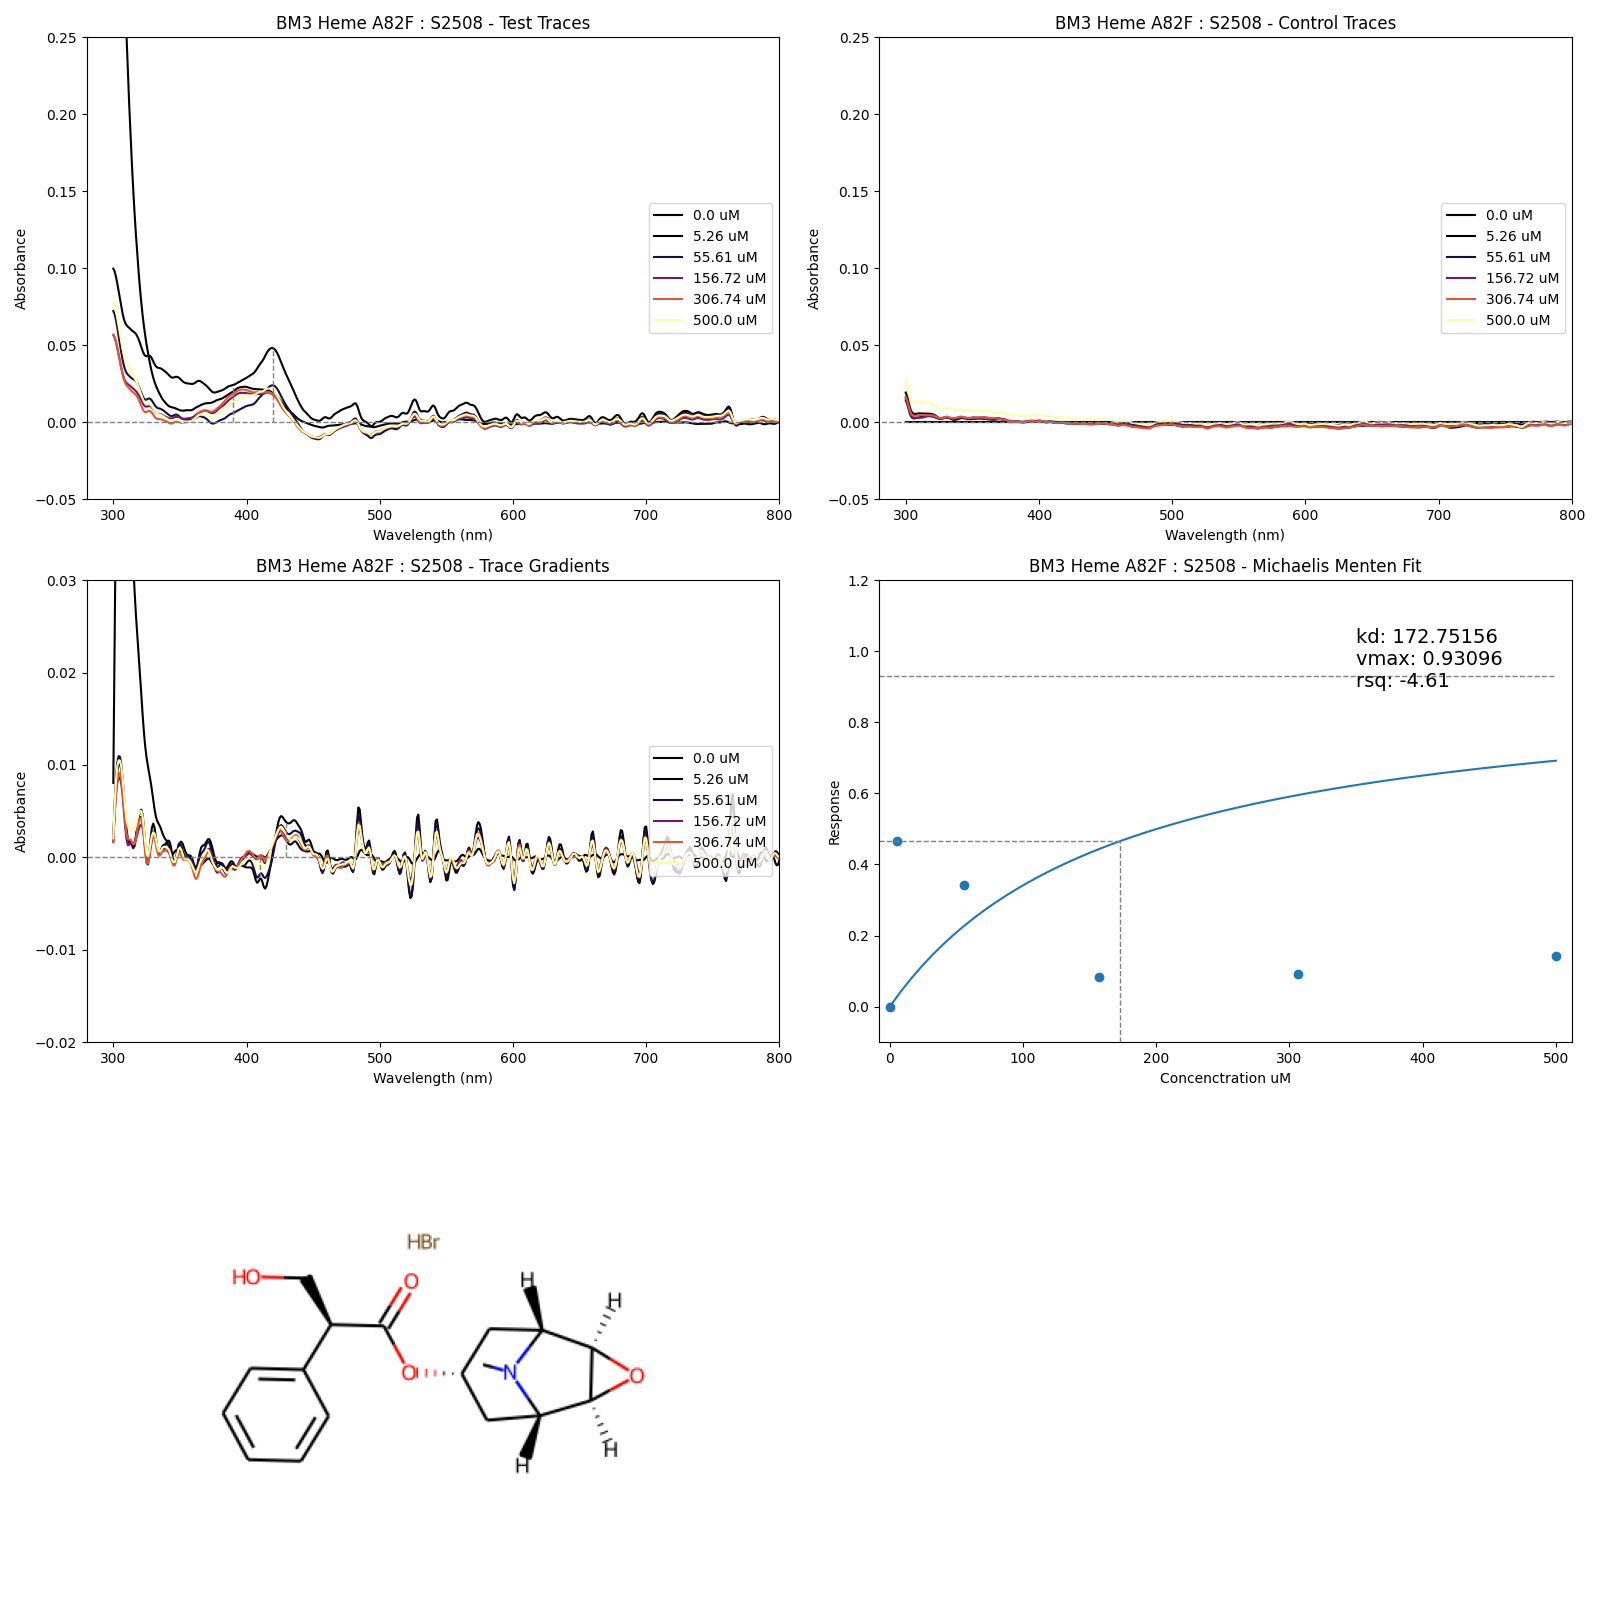 BM3 Heme A82F : S2508 - Test Traces
0.25
0.20
0.15
0.10
0.05
0.00
−0.05
300 400 500 600 700 800
Absorbance
Wavelength (nm)
0.0 uM
5.26 uM
55.61 uM
156.72 uM
306.74 uM
500.0 uM
BM3 Heme A82F : S2508 - Control Traces
0.25
0.20
0.15
0.10
0.05
0.00
−0.05
300 400 500 600 700 800
Absorbance
Wavelength (nm)
0.0 uM
5.26 uM
55.61 uM
156.72 uM
306.74 uM
500.0 uM
BM3 Heme A82F : S2508 - Trace Gradients
0.03
0.02
0.01
0.00
−0.01
−0.02
300 400 500 600 700 800
Absorbance
Wavelength (nm)
0.0 uM
5.26 uM
55.61 uM
156.72 uM
306.74 uM
500.0 uM
BM3 Heme A82F : S2508 - Michaelis Menten Fit
1.2
1.0
0.8
0.6
0.4
0.2
0.0
0 100 200 300 400 500
Response
Concenctration uM
kd: 172.75156
vmax: 0.93096
rsq: -4.61
HBr
HO
O
H
H
O
N
O
H
H